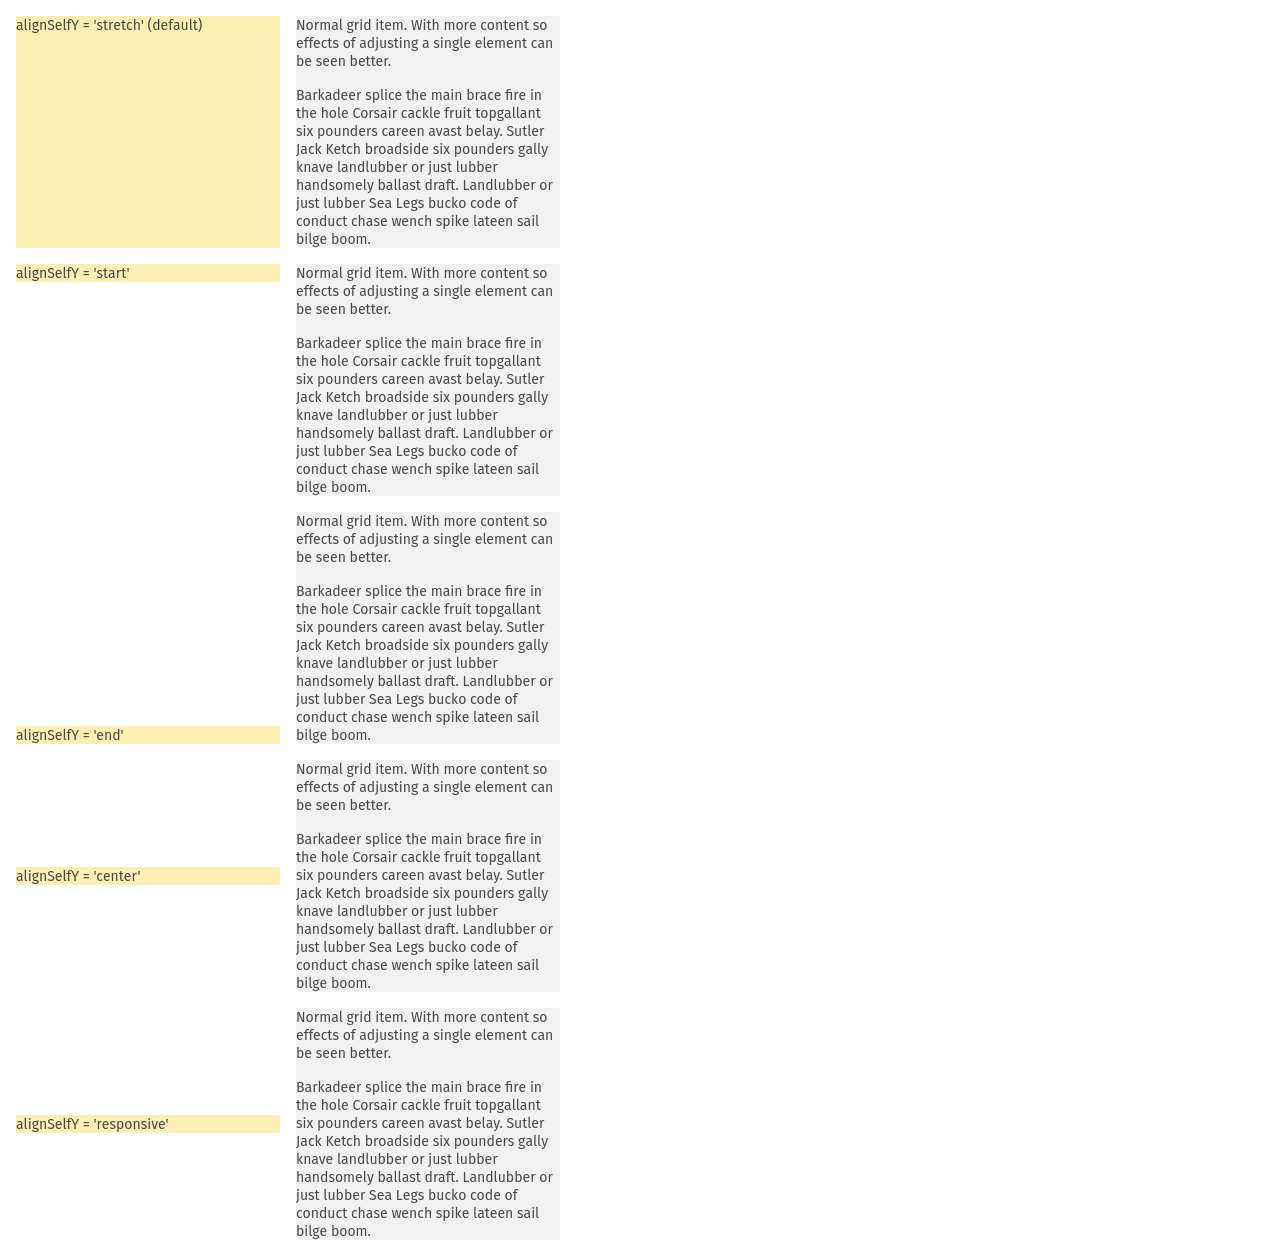 alignSelfY = 'stretch' (default)
Normal grid item. With more content so
effects of adjusting a single element can
be seen better.
Barkadeer splice the main brace fire in
the hole Corsair cackle fruit topgallant
six pounders careen avast belay. Sutler
Jack Ketch broadside six pounders gally
knave landlubber or just lubber
handsomely ballast draft. Landlubber or
just lubber Sea Legs bucko code of
conduct chase wench spike lateen sail
bilge boom.
alignSelfY = 'start'
Normal grid item. With more content so
effects of adjusting a single element can
be seen better.
Barkadeer splice the main brace fire in
the hole Corsair cackle fruit topgallant
six pounders careen avast belay. Sutler
Jack Ketch broadside six pounders gally
knave landlubber or just lubber
handsomely ballast draft. Landlubber or
just lubber Sea Legs bucko code of
conduct chase wench spike lateen sail
bilge boom.
alignSelfY = 'end'
Normal grid item. With more content so
effects of adjusting a single element can
be seen better.
Barkadeer splice the main brace fire in
the hole Corsair cackle fruit topgallant
six pounders careen avast belay. Sutler
Jack Ketch broadside six pounders gally
knave landlubber or just lubber
handsomely ballast draft. Landlubber or
just lubber Sea Legs bucko code of
conduct chase wench spike lateen sail
bilge boom.
alignSelfY = 'center'
Normal grid item. With more content so
effects of adjusting a single element can
be seen better.
Barkadeer splice the main brace fire in
the hole Corsair cackle fruit topgallant
six pounders careen avast belay. Sutler
Jack Ketch broadside six pounders gally
knave landlubber or just lubber
handsomely ballast draft. Landlubber or
just lubber Sea Legs bucko code of
conduct chase wench spike lateen sail
bilge boom.
alignSelfY = 'responsive'
Normal grid item. With more content so
effects of adjusting a single element can
be seen better.
Barkadeer splice the main brace fire in
the hole Corsair cackle fruit topgallant
six pounders careen avast belay. Sutler
Jack Ketch broadside six pounders gally
knave landlubber or just lubber
handsomely ballast draft. Landlubber or
just lubber Sea Legs bucko code of
conduct chase wench spike lateen sail
bilge boom.